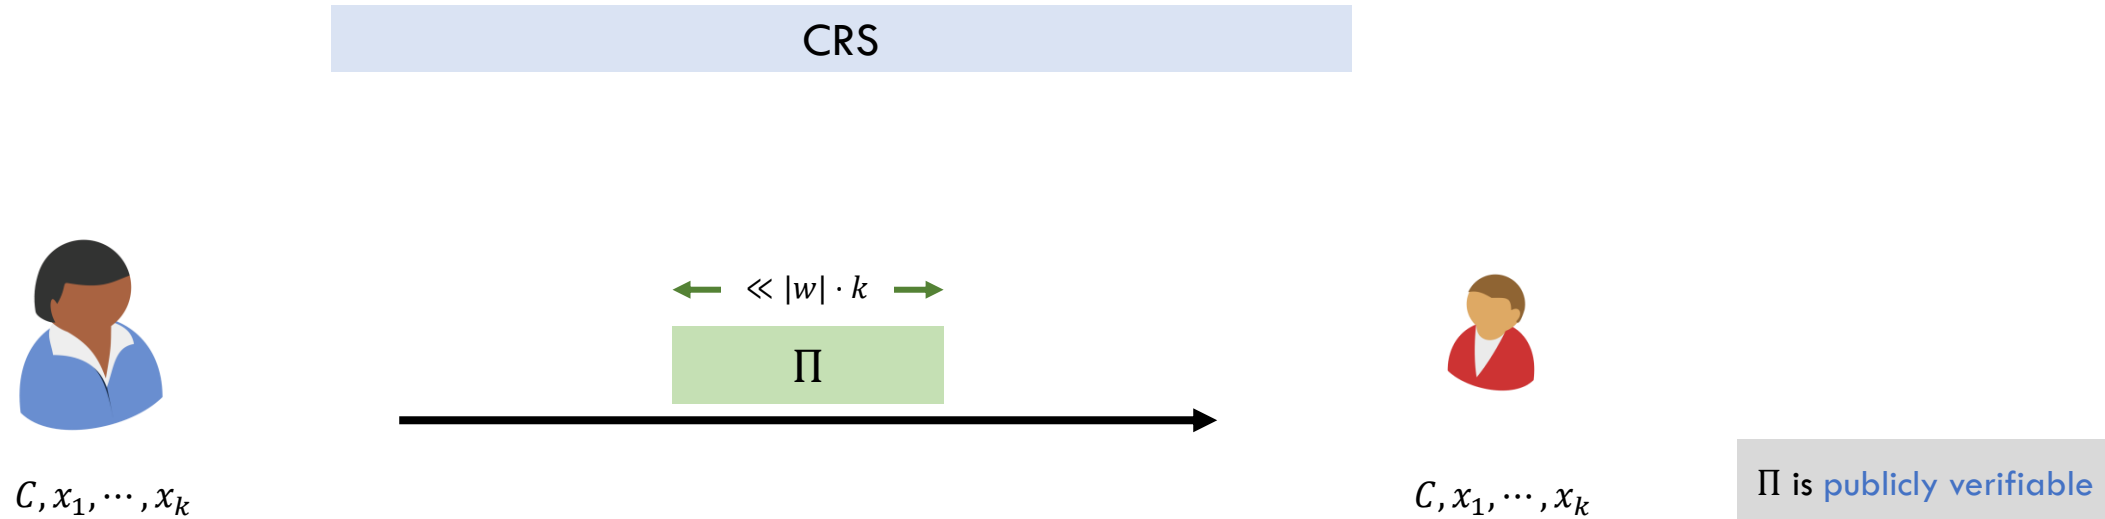 CRS
≪ |w| · k
Π
C, x₁, ⋯ , xₖ
C, x₁, ⋯ , xₖ
Π is publicly verifiable